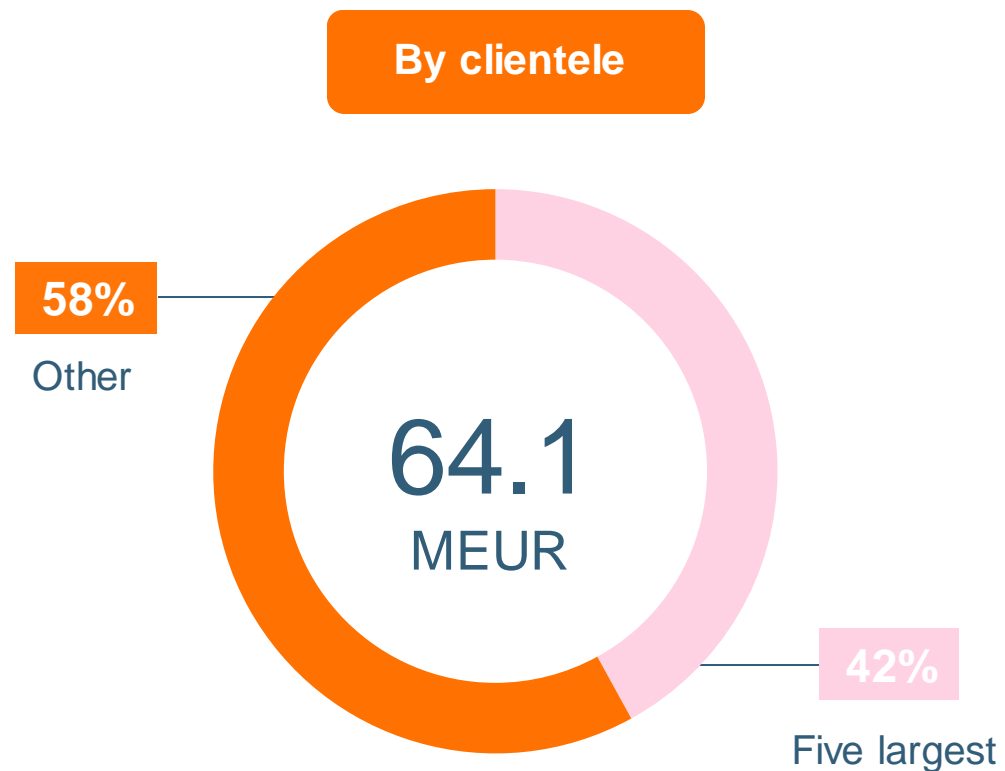 By clientele
58%
Other
64.1
MEUR
42%
Five largest